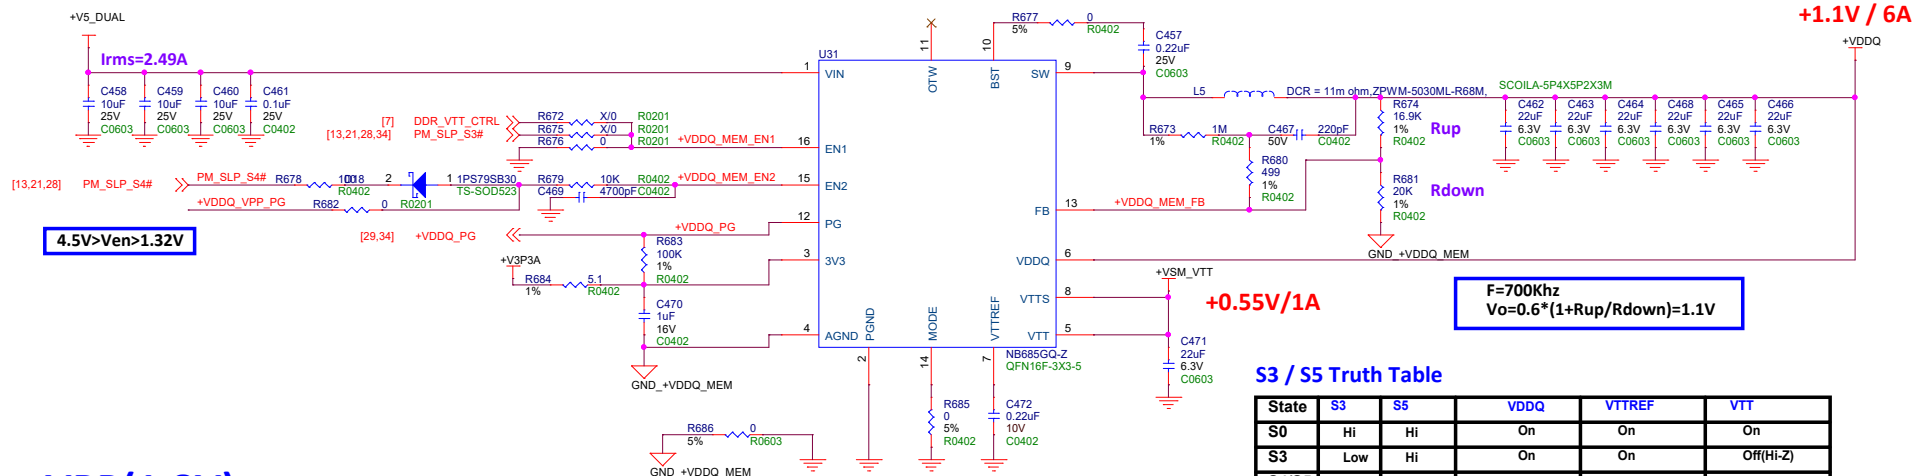 +1.1V / 6A
+V5_DUAL
Irms=2.49A
C458
10uF
25V
C0603
C459
10uF
25V
C0603
C460
10uF
25V
C0603
C461
0.1uF
25V
C0402
[7] DDR_VTT_CTRL
[13,21,28,34] PM_SLP_S3#
R672 X/0 R0201
R675 X/0 R0201
R676 0 R0201
+VDDQ_MEM_EN1
[13,21,28] PM_SLP_S4#
PM_SLP_S4#
R678
R0402
2
R0201
1 1PS79SB30
TS-SOD523
R679 10K R0402
C469 4700pF C0402
+VDDQ_MEM_EN2
+VDDQ_VPP_PG
R682 0
4.5V>Ven>1.32V
[29,34] +VDDQ_PG
+VDDQ_PG
R683
100K
1%
R0402
+V3P3A
R684 5.1
1% R0402
C470
1uF
16V
C0402
GND_+VDDQ_MEM
R686 0
5% R0603
GND_+VDDQ_MEM
U31
1 VIN
16 EN1
15 EN2
12 PG
3 3V3
4 AGND
11 OTW
10 BST
SW 9
FB 13
VDDQ 6
VTTS 8
VTT 5
2 PGND
14 MODE
7 VTTREF
NB685GQ-Z
QFN16F-3X3-5
R685
0
5%
R0402
C472
0.22uF
10V
C0402
R677 0
5% R0402
C457
0.22uF
25V
C0603
L5 DCR = 11m ohm,ZPWM-5030ML-R68M,
SCOILA-5P4X5P2X3M
R673 1M
1% R0402
C467 220pF
50V C0402
R680
499
1%
R0402
+VDDQ_MEM_FB
R674
16.9K
1%
R0402
Rup
R681
20K
1%
R0402
Rdown
GND_+VDDQ_MEM
C462
22uF
6.3V
C0603
C463
22uF
6.3V
C0603
C464
22uF
6.3V
C0603
C468
22uF
6.3V
C0603
C465
22uF
6.3V
C0603
C466
22uF
6.3V
C0603
+VDDQ
+VSM_VTT
+0.55V/1A
C471
22uF
6.3V
C0603
F=700Khz
Vo=0.6*(1+Rup/Rdown)=1.1V
S3 / S5 Truth Table
State S3 S5 VDDQ VTTREF VTT
S0 Hi Hi On On On
S3 Low Hi On On Off(Hi-Z)